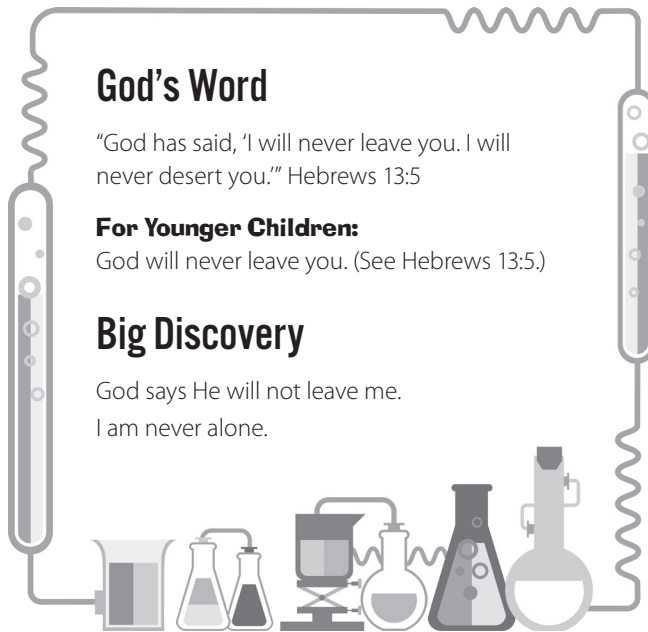 God’s Word
“God has said, ‘I will never leave you. I will
never desert you.’” Hebrews 13:5
For Younger Children:
God will never leave you. (See Hebrews 13:5.)
Big Discovery
God says He will not leave me.
I am never alone.